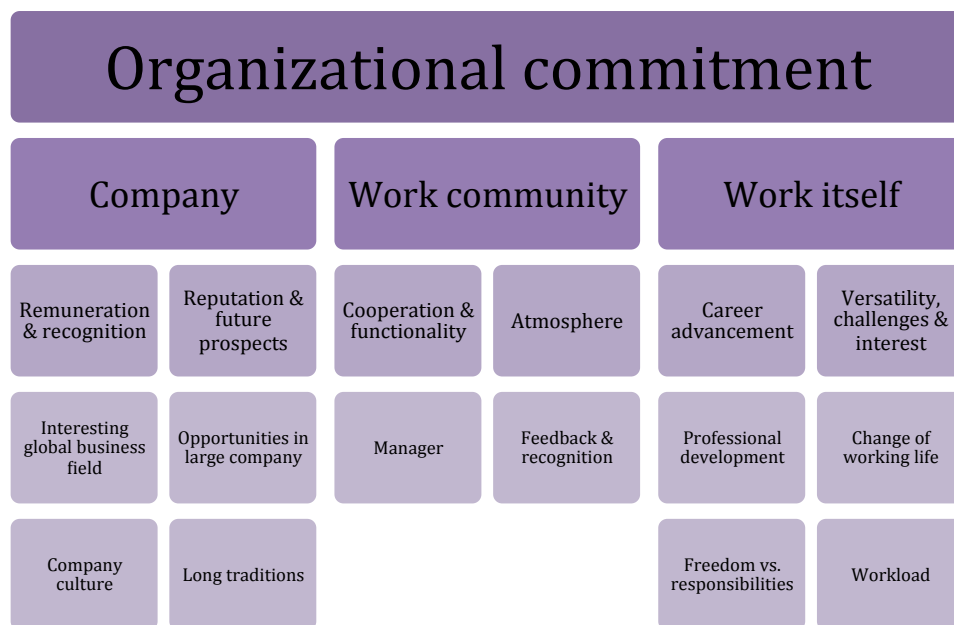 Organizational commitment
Company
Work community
Work itself
Remuneration
& recognition
Reputation &
future
prospects
Cooperation &
functionality
Atmosphere
Career
advancement
Versatility,
challenges &
interest
Interesting
global business
field
Opportunities in
large company
Manager
Feedback &
recognition
Professional
development
Change of
working life
Company
culture
Long traditions
Freedom vs.
responsibilities
Workload